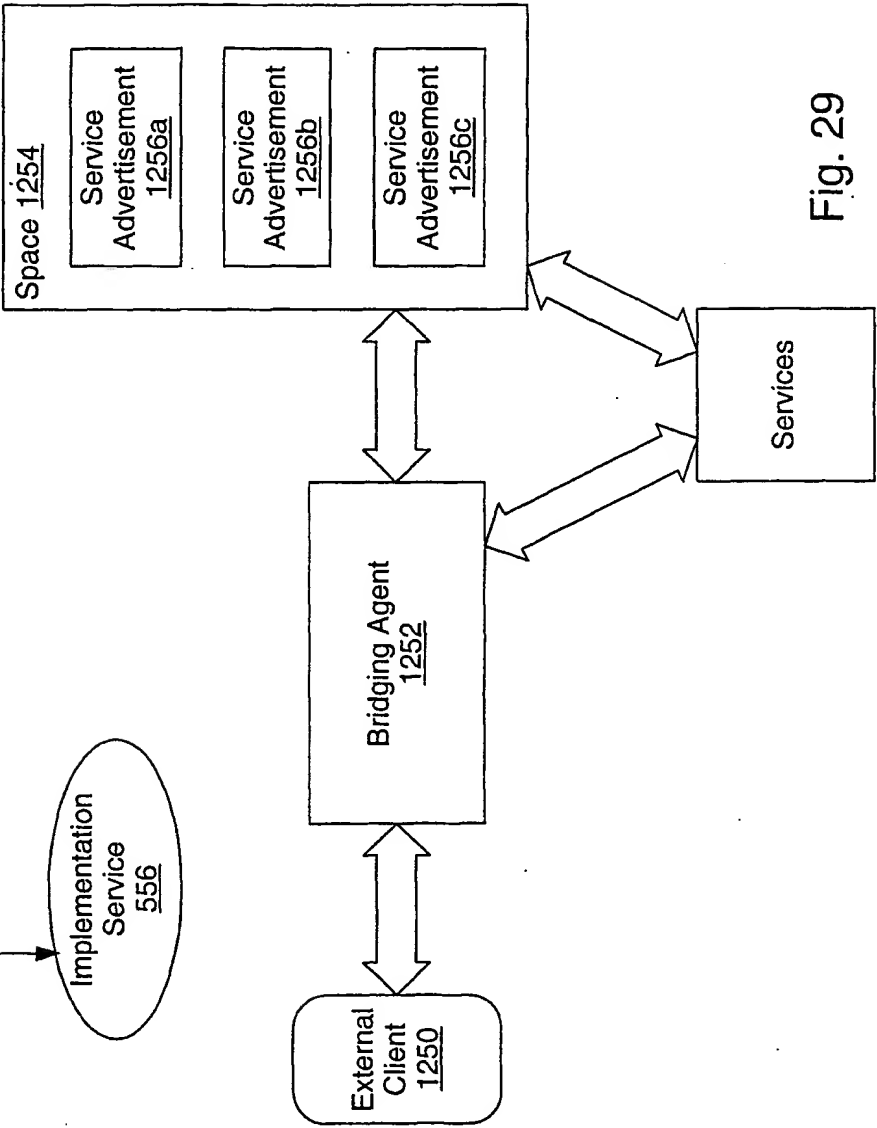 Implementation
Service
556
External
Client
1250
Bridging Agent
1252
Space 1254
Service
Advertisement
1256a
Service
Advertisement
1256b
Service
Advertisement
1256c
Services
Fig. 29